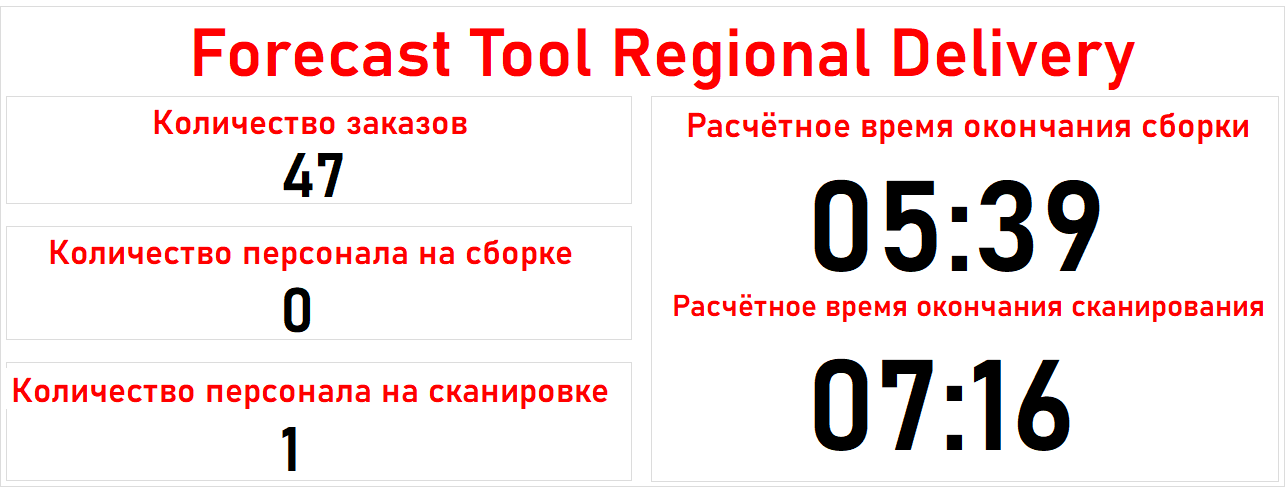 Forecast Tool Regional Delivery
Количество заказов
47
Количество персонала на сборке
0
Количество персонала на сканировке
1
Расчётное время окончания сборки
05:39
Расчётное время окончания сканирования
07:16